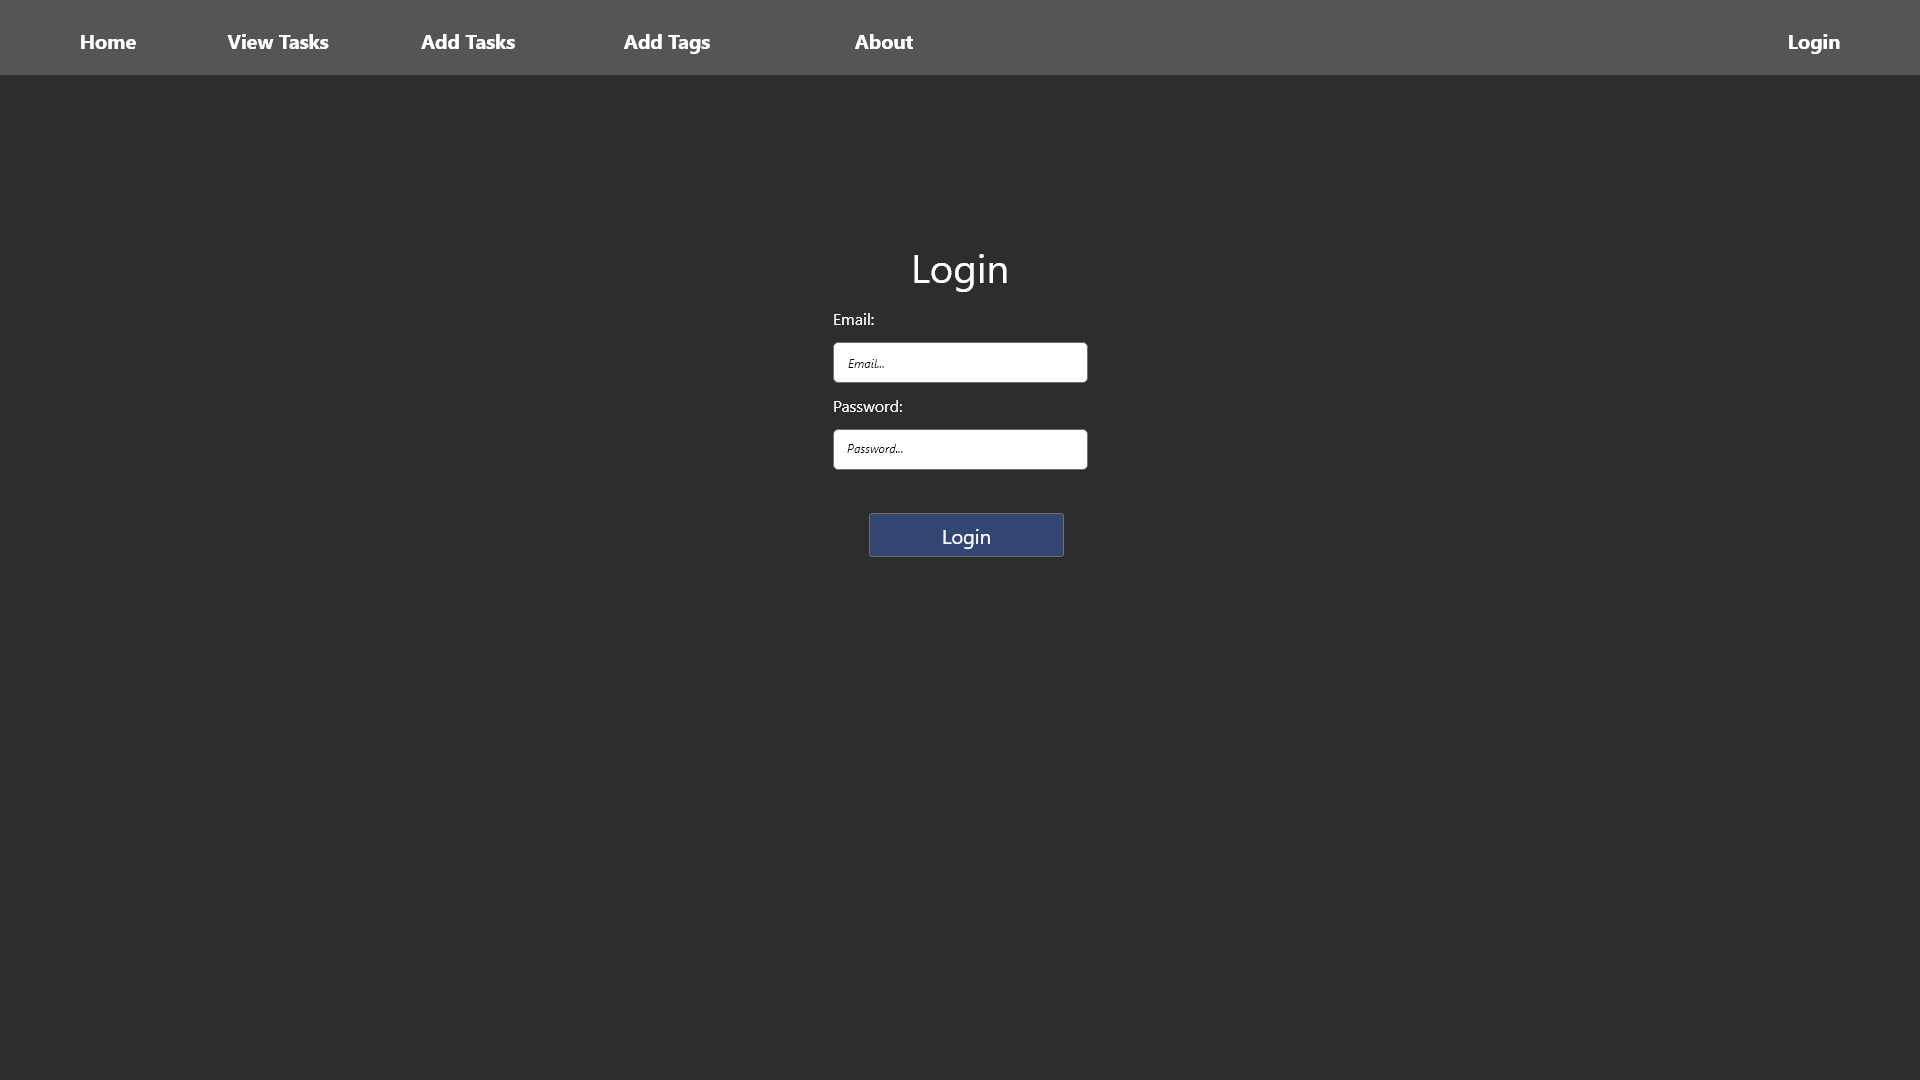 Home View Tasks Add Tasks Add Tags About Login
Login
Email:
Email...
Password:
Password...
Login